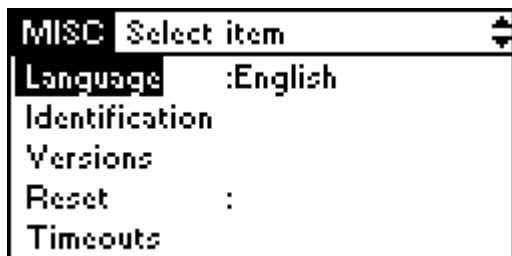 MISC Select item
Language :English
Identification
Versions
Reset :
Timeouts